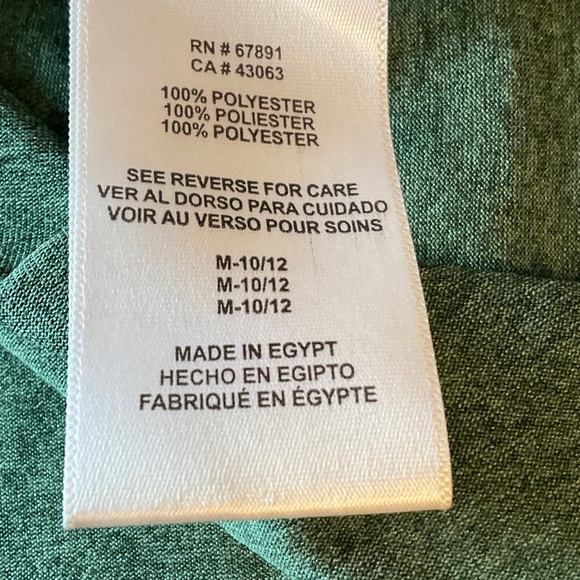 RN # 67891
CA # 43063
100% POLYESTER
100% POLIESTER
100% POLYESTER
SEE REVERSE FOR CARE
VER AL DORSO PARA CUIDADO
VOIR AU VERSO POUR SOINS
M-10/12
M-10/12
M-10/12
MADE IN EGYPT
HECHO EN EGIPTO
FABRIQUÉ EN ÉGYPTE